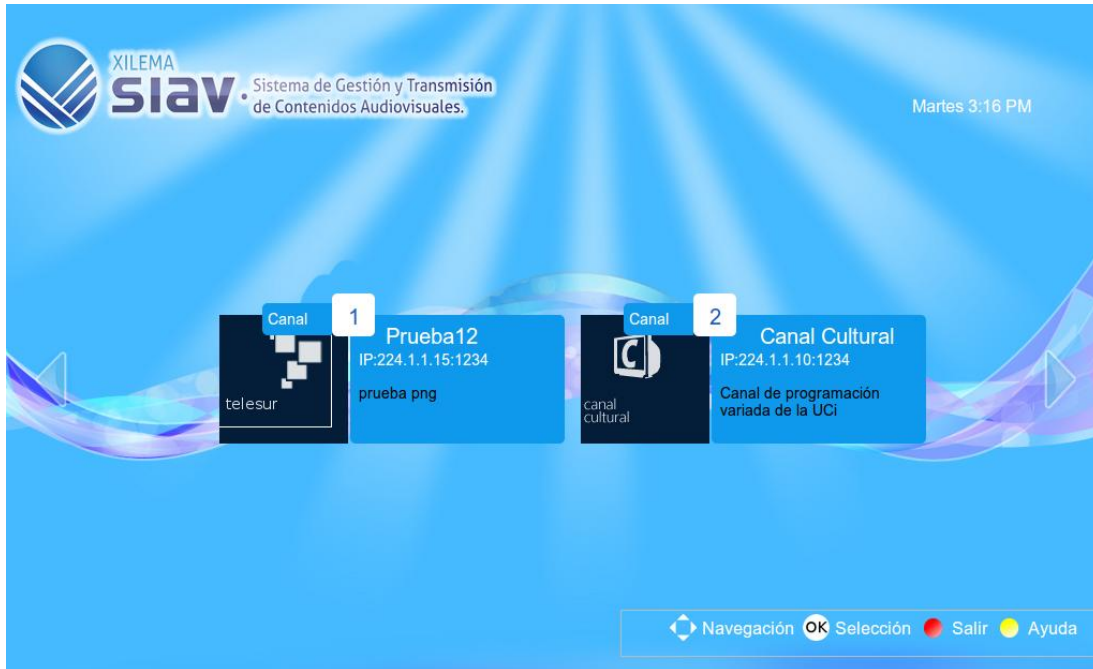 XILEMA
SIAV • Sistema de Gestión y Transmisión
de Contenidos Audiovisuales.
Martes 3:16 PM
Canal 1
Prueba12
IP:224.1.1.15:1234
prueba png
telesur
Canal 2
Canal Cultural
IP:224.1.1.10:1234
Canal de programación
variada de la UCi
canal
cultural
Navegación OK Selección Salir Ayuda